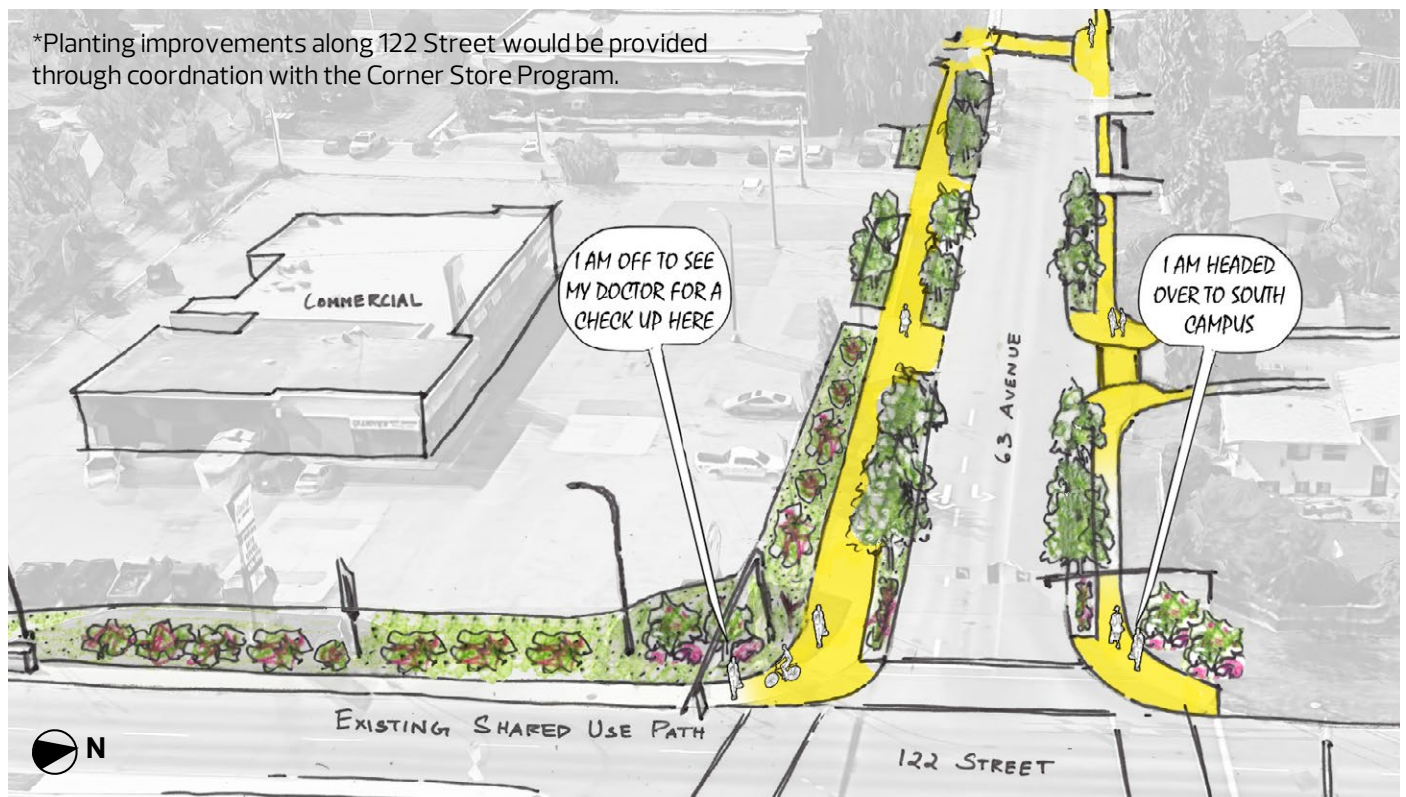 *Planting improvements along 122 Street would be provided
through coordnation with the Corner Store Program.
I AM OFF TO SEE
MY DOCTOR FOR A
CHECK UP HERE
I AM HEADED
OVER TO SOUTH
CAMPUS
COMMERCIAL
63 AVENUE
EXISTING SHARED USE PATH
122 STREET
N